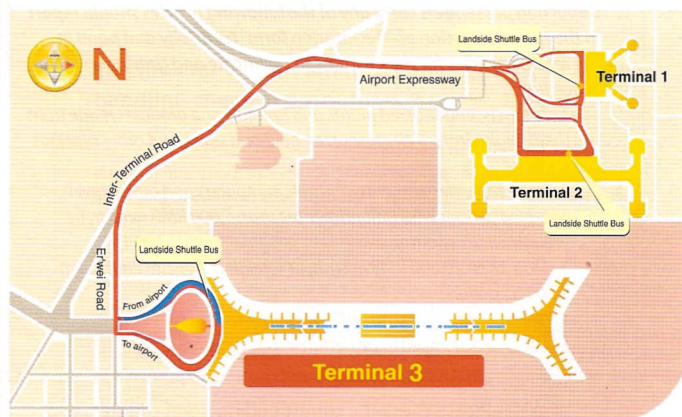 N
Landside Shuttle Bus
Airport Expressway
Terminal 1
Inter-Terminal Road
Terminal 2
Landside Shuttle Bus
Er'wei Road
Landside Shuttle Bus
From airport
To airport
Terminal 3